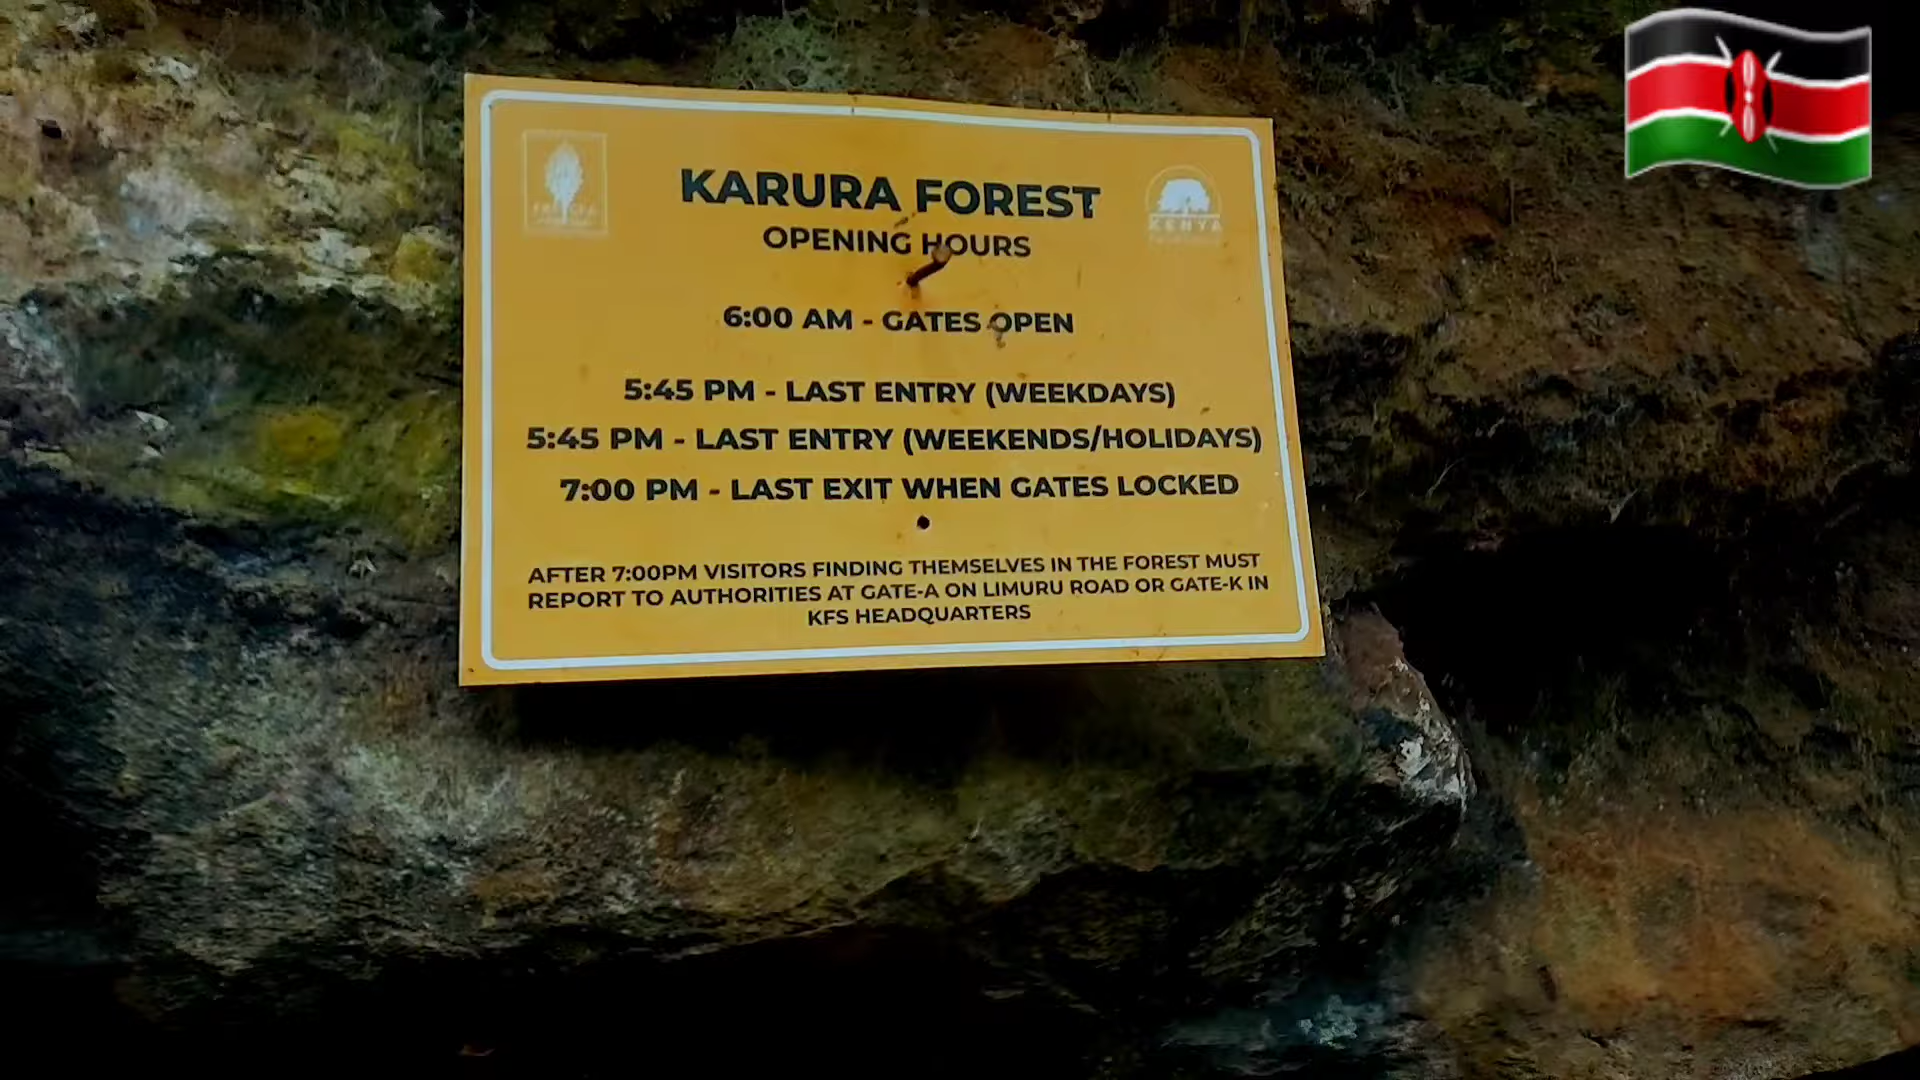 KARURA FOREST
OPENING HOURS
6:00 AM - GATES OPEN
5:45 PM - LAST ENTRY (WEEKDAYS)
5:45 PM - LAST ENTRY (WEEKENDS/HOLIDAYS)
7:00 PM - LAST EXIT WHEN GATES LOCKED
AFTER 7:00PM VISITORS FINDING THEMSELVES IN THE FOREST MUST
REPORT TO AUTHORITIES AT GATE-A ON LIMURU ROAD OR GATE-K IN
KFS HEADQUARTERS
KENYA